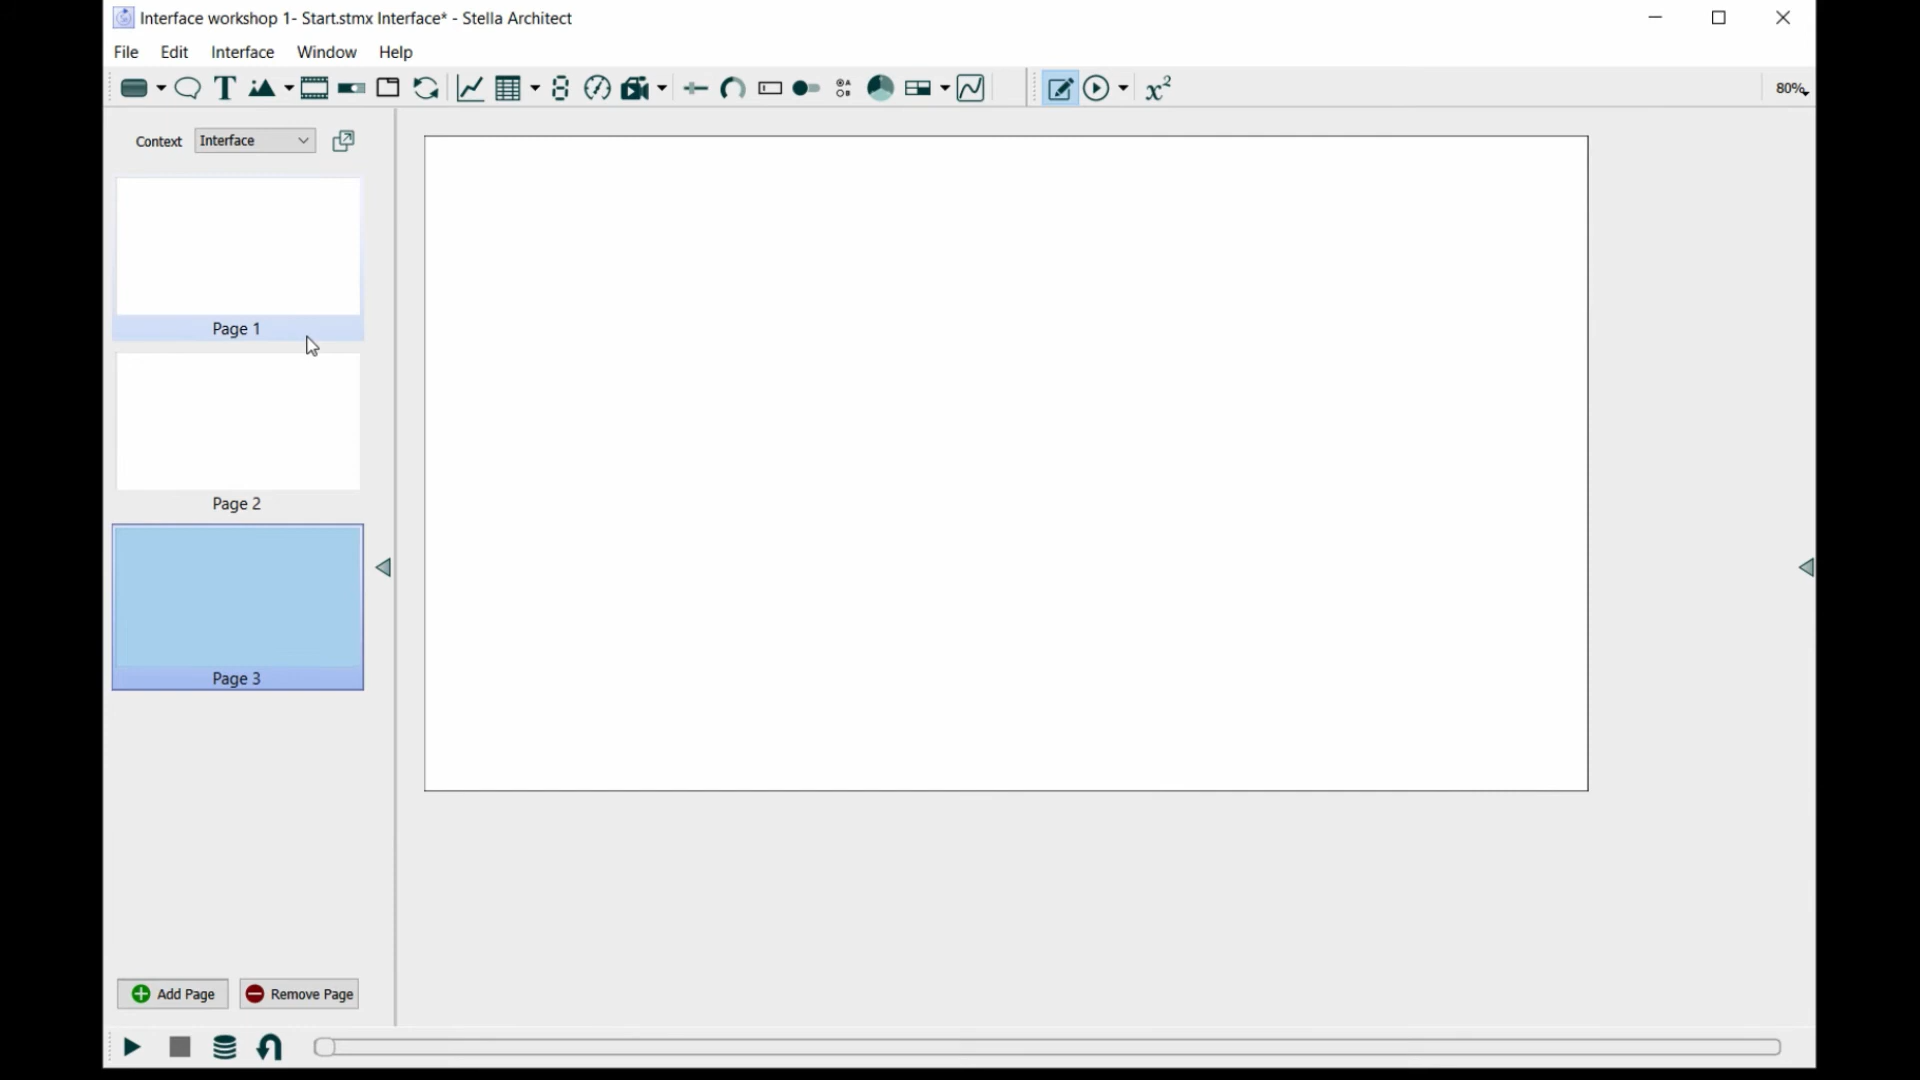 Interface workshop 1- Start.stmx Interface* - Stella Architect
File Edit Interface Window Help
T x² 80%
Context Interface
Page 1
Page 2
Page 3
Add Page Remove Page